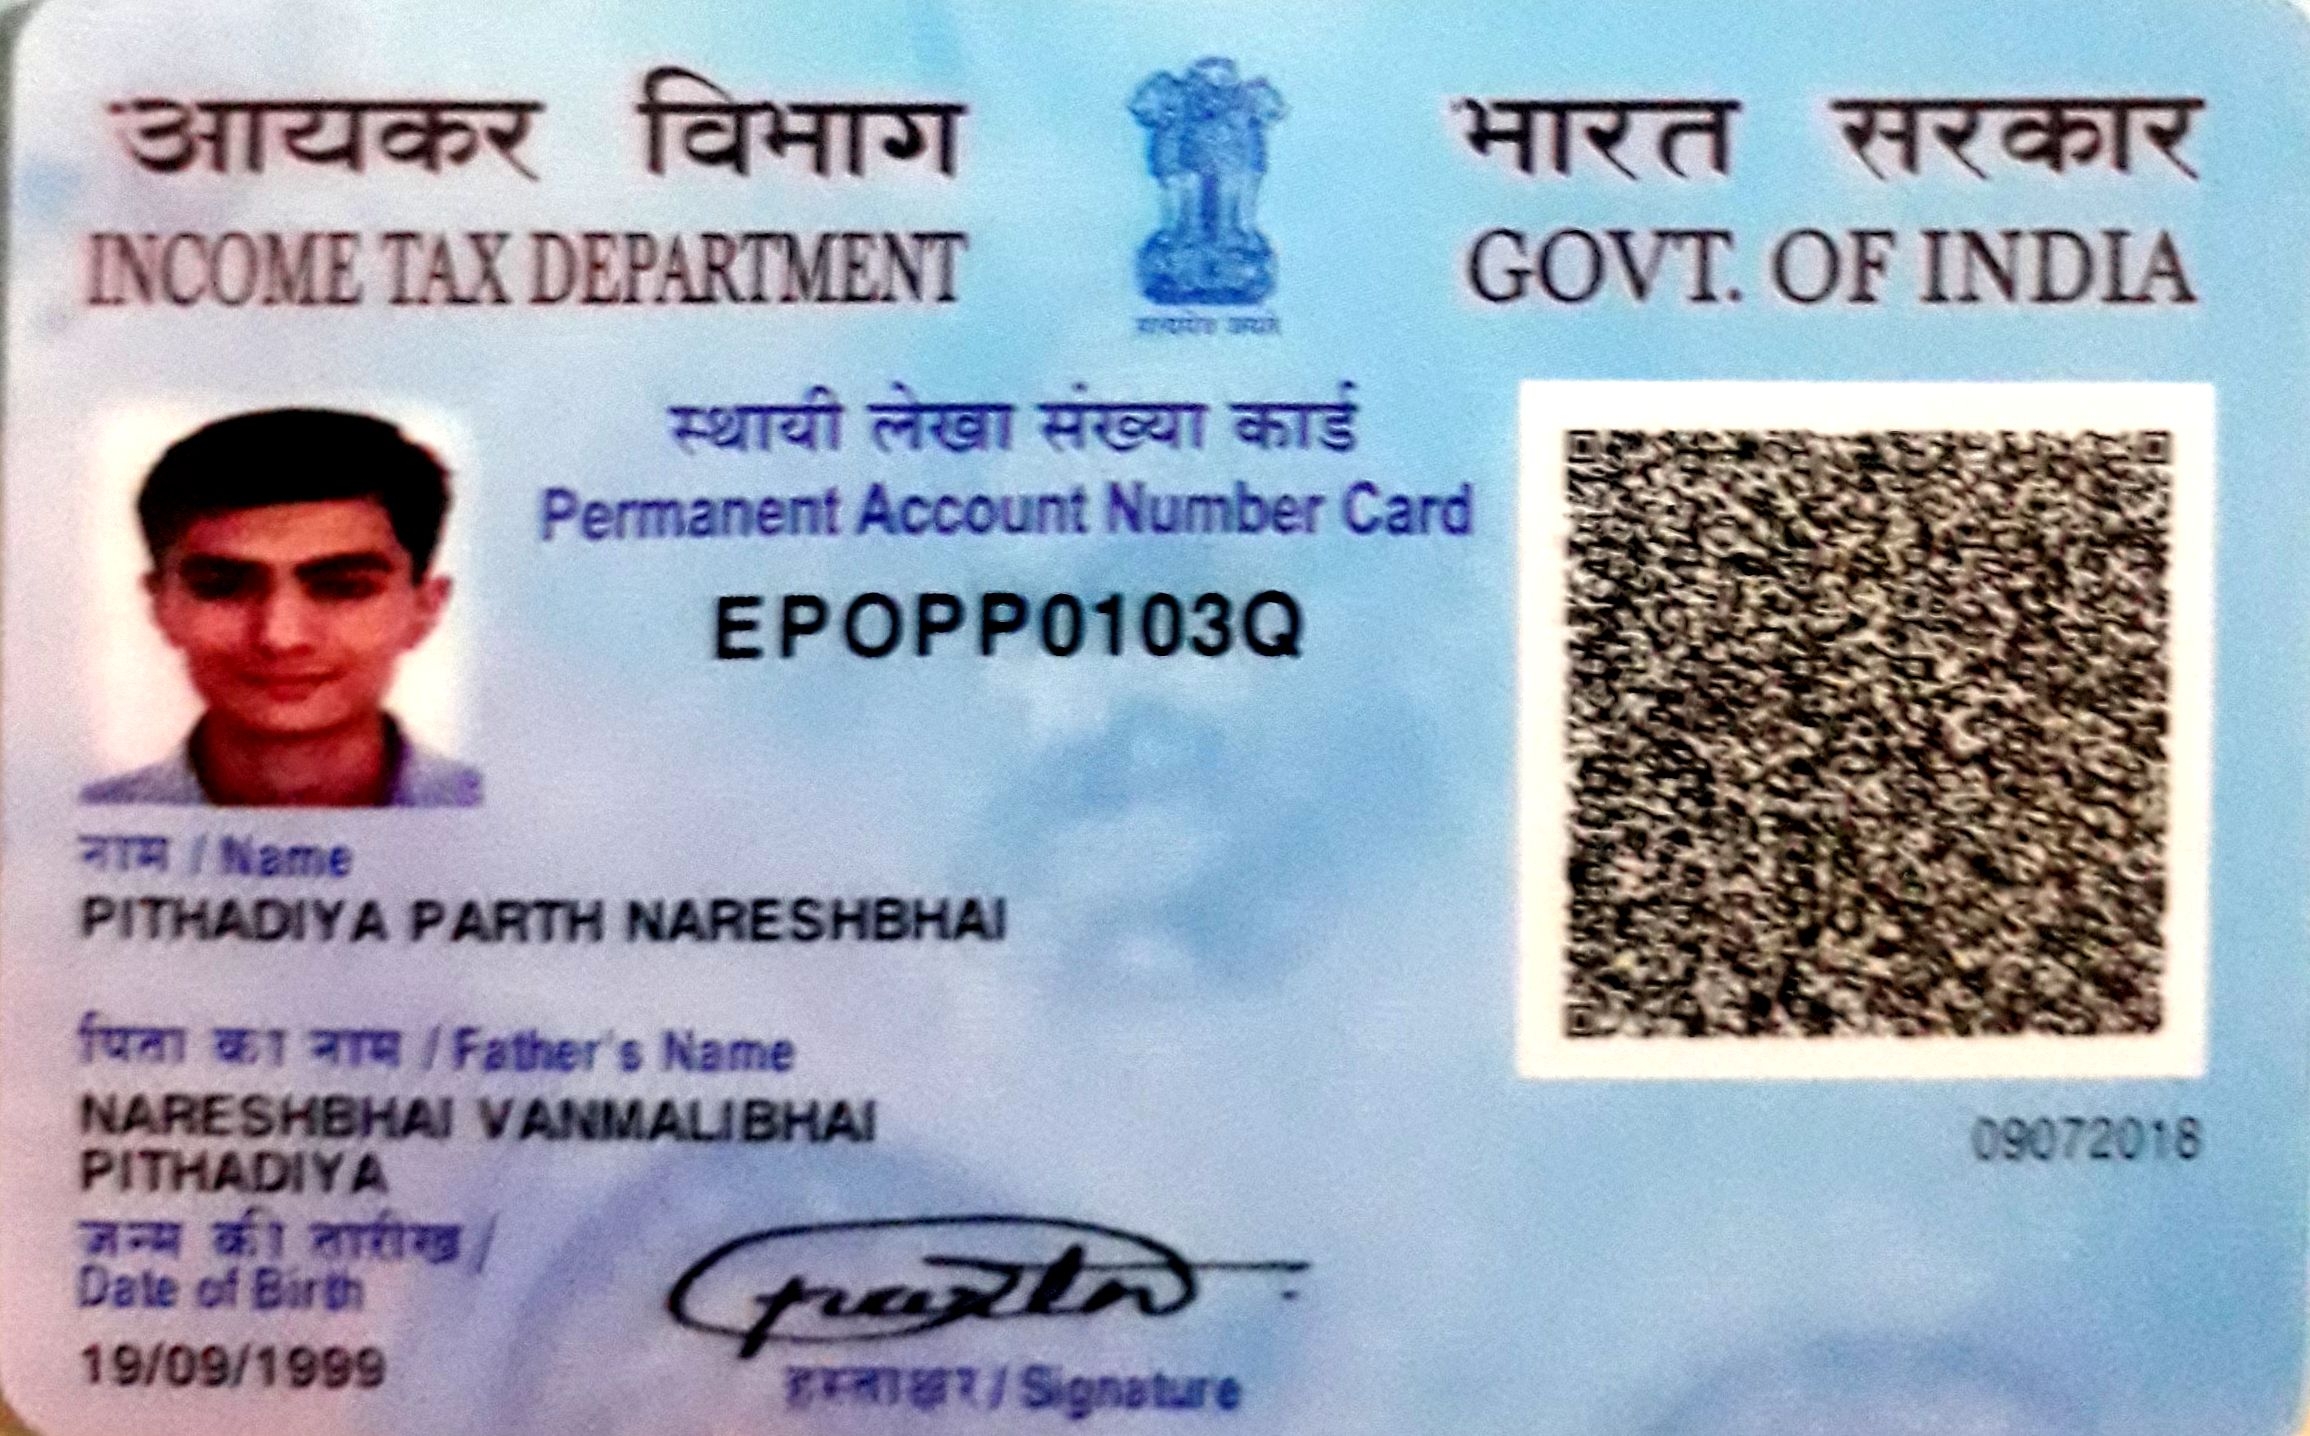 आयकर विभाग
INCOME TAX DEPARTMENT
भारत सरकार
GOVT. OF INDIA
सत्यमेव जयते
स्थायी लेखा संख्या कार्ड
Permanent Account Number Card
EPOPP0103Q
नाम / Name
PITHADIYA PARTH NARESHBHAI
पिता का नाम / Father's Name
NARESHBHAI VANMALIBHAI
PITHADIYA
जन्म की तारीख /
Date of Birth
19/09/1999
हस्ताक्षर / Signature
09072018